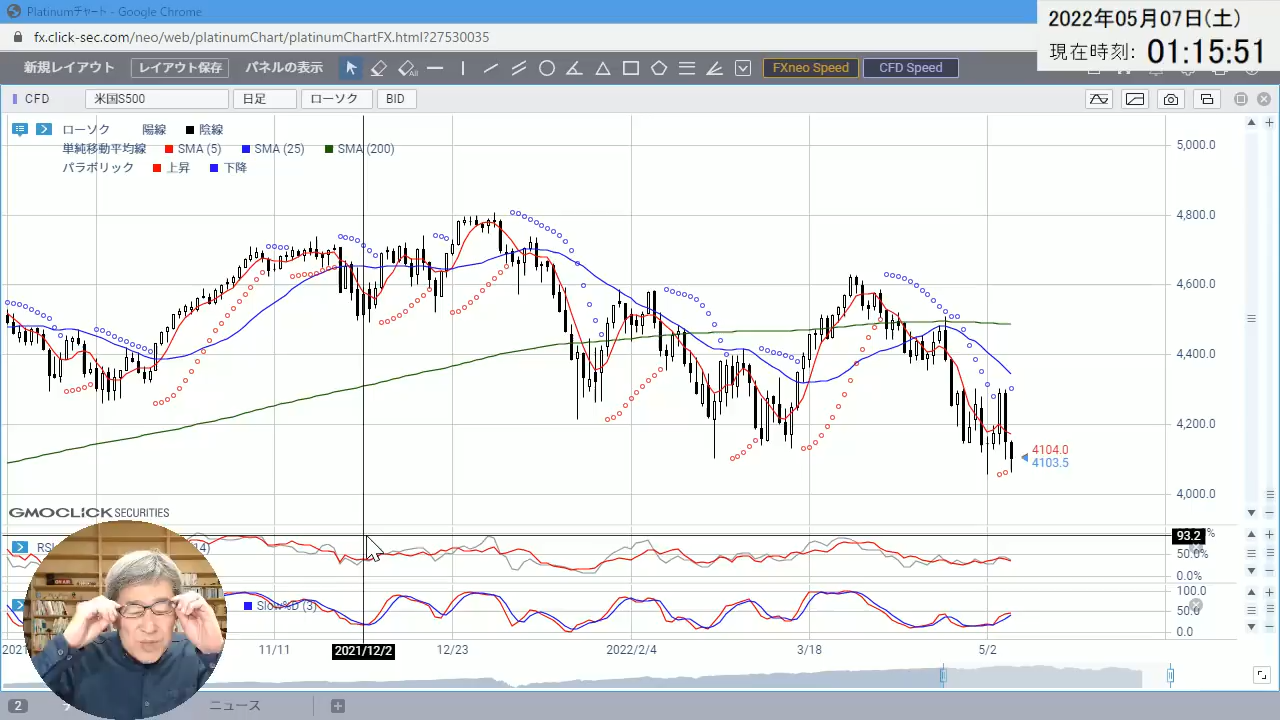 Platinumチャート - Google Chrome
2022年05月07日(土)
現在時刻: 01:15:51
fx.click-sec.com/neo/web/platinumChart/platinumChartFX.html?27530035
新規レイアウト レイアウト保存 パネルの表示 All FXneo Speed CFD Speed
CFD 米国S500 日足 ローソク BID
ローソク 陽線 陰線
単純移動平均線 SMA (5) SMA (25) SMA (200)
パラボリック 上昇 下降
5,000.0
4,800.0
4,600.0
4,400.0
4,200.0
4104.0
4103.5
4,000.0
GMOCLICK SECURITIES
93.2
14)
50.0%
0.0%
100.0
Slow%D (3)
50.0
0.0
2021/12/2
11/11 12/23 2022/2/4 3/18 5/2
2 ニュース